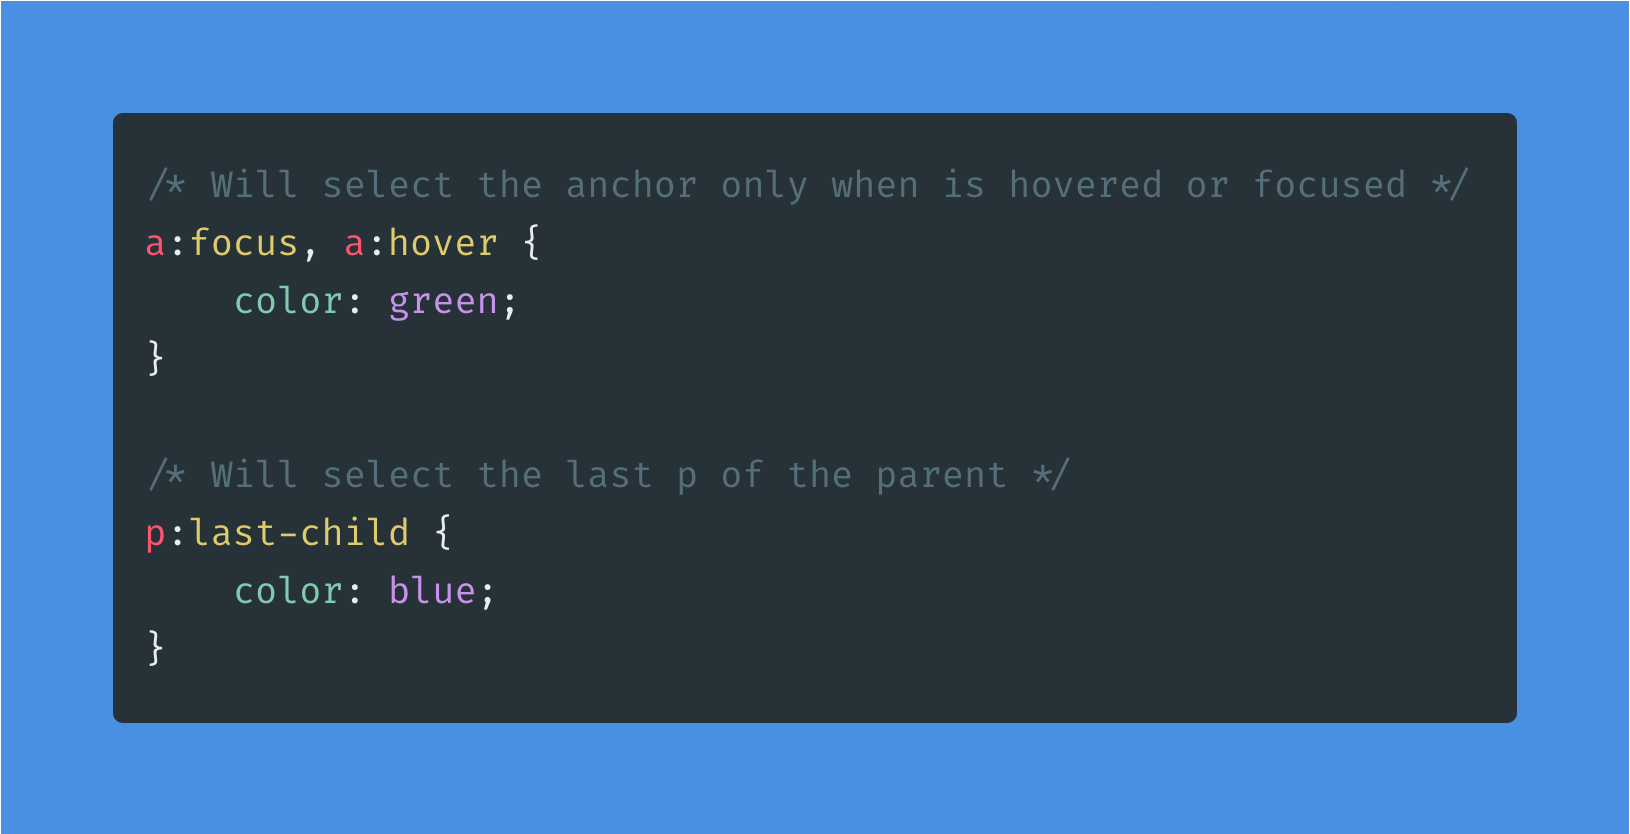 /* Will select the anchor only when is hovered or focused */
a:focus, a:hover {
    color: green;
}

/* Will select the last p of the parent */
p:last-child {
    color: blue;
}